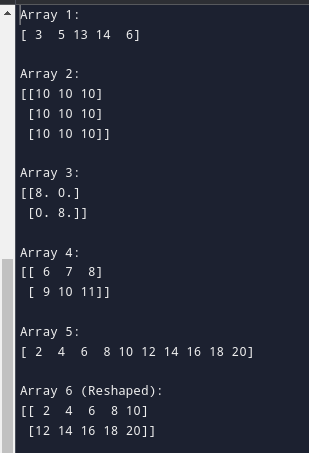 Array 1:
[ 3  5 13 14  6]
Array 2:
[[10 10 10]
 [10 10 10]
 [10 10 10]]
Array 3:
[[8. 0.]
 [0. 8.]]
Array 4:
[[ 6  7  8]
 [ 9 10 11]]
Array 5:
[ 2  4  6  8 10 12 14 16 18 20]
Array 6 (Reshaped):
[[ 2  4  6  8 10]
 [12 14 16 18 20]]